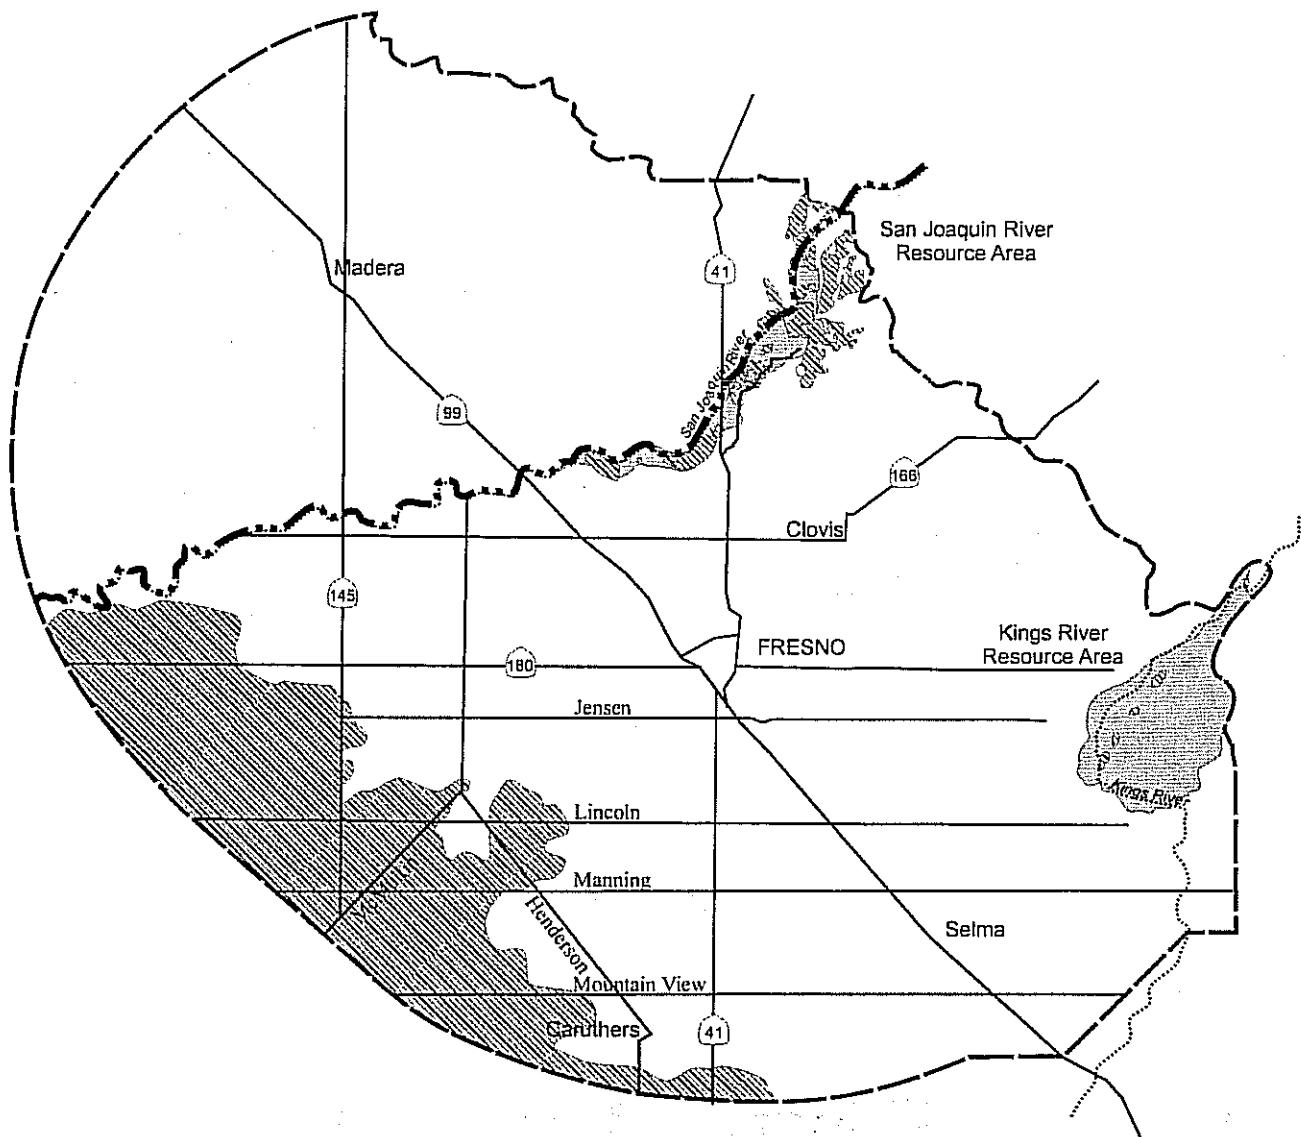 San Joaquin River
Resource Area
Madera
41
San Joaquin River
99
166
Clovis
145
FRESNO
Kings River
Resource Area
180
Jensen
Kings River
Lincoln
Manning
Henderson
Selma
Mountain View
Caruthers
41